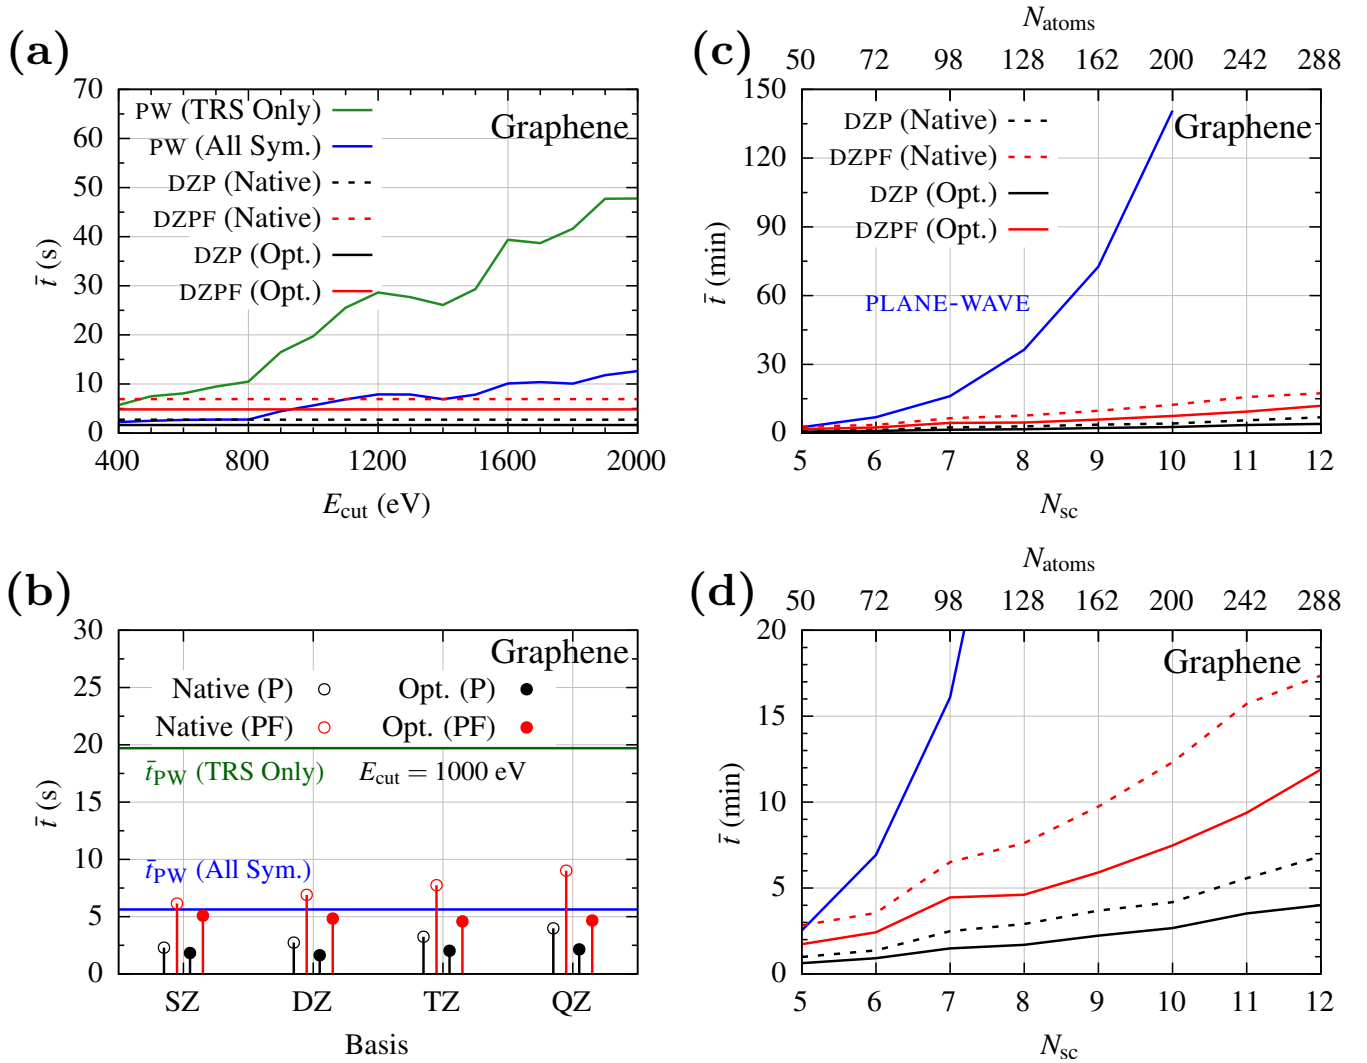 (a)
70
60
50
40
30
20
10
0
t̄ (s)
PW (TRS Only)
PW (All Sym.)
DZP (Native)
DZPF (Native)
DZP (Opt.)
DZPF (Opt.)
Graphene
400 800 1200 1600 2000
E_cut (eV)
(c)
N_atoms
50 72 98 128 162 200 242 288
150
120
90
60
30
0
t̄ (min)
DZP (Native)
DZPF (Native)
DZP (Opt.)
DZPF (Opt.)
Graphene
PLANE-WAVE
5 6 7 8 9 10 11 12
N_sc
(b)
30
25
20
15
10
5
0
t̄ (s)
Graphene
Native (P) Opt. (P)
Native (PF) Opt. (PF)
t̄_PW (TRS Only) E_cut = 1000 eV
t̄_PW (All Sym.)
SZ DZ TZ QZ
Basis
(d)
N_atoms
50 72 98 128 162 200 242 288
20
15
10
5
0
t̄ (min)
Graphene
5 6 7 8 9 10 11 12
N_sc